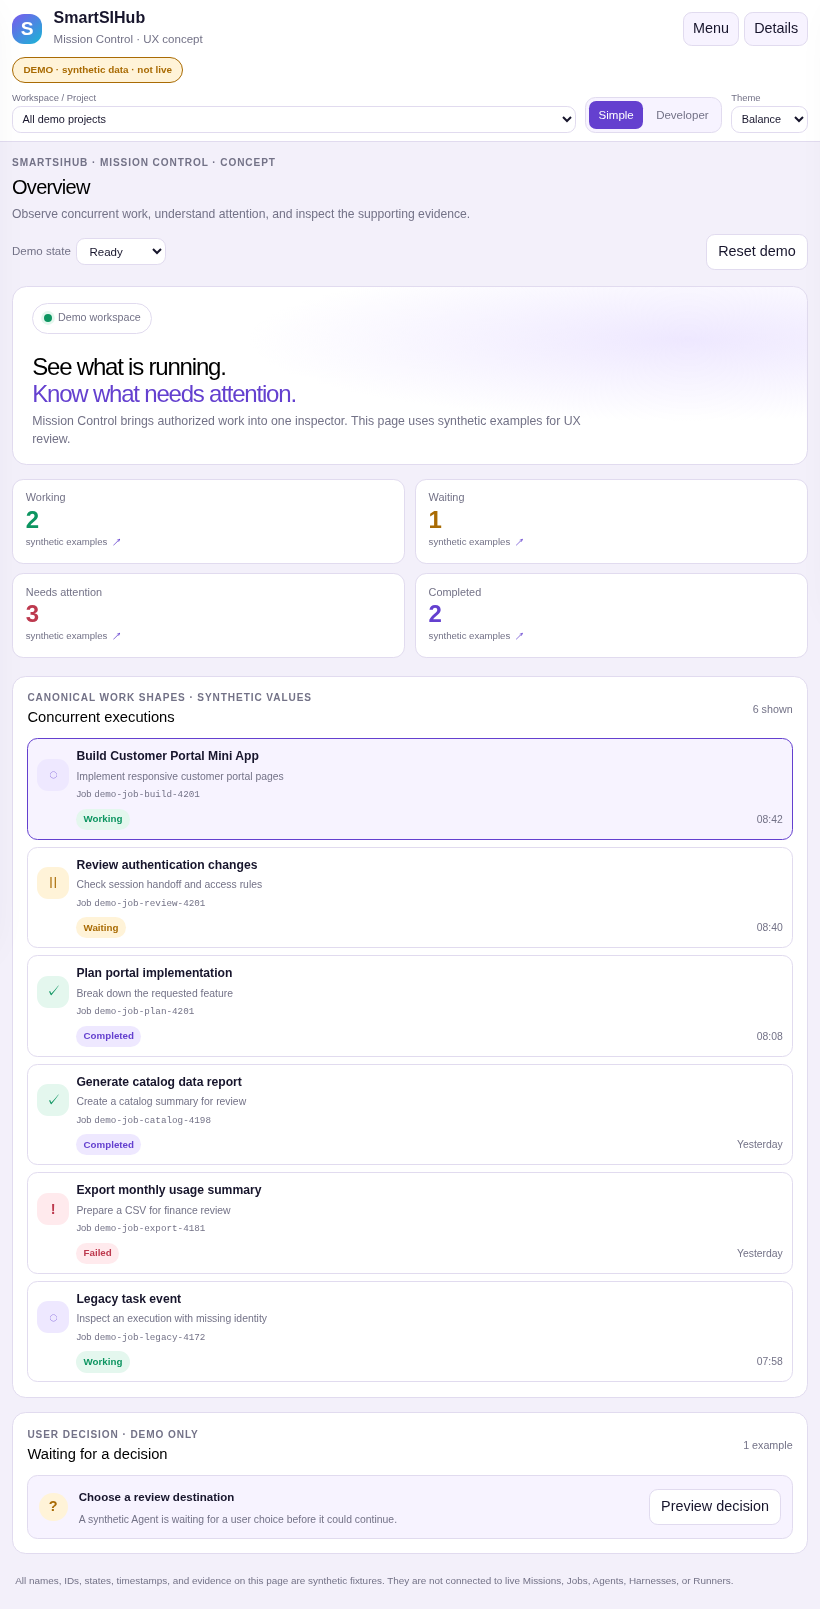 S
SmartSIHub
Mission Control · UX concept
Menu
Details
DEMO · synthetic data · not live
Workspace / Project
All demo projects
Simple
Developer
Theme
Balance
SMARTSIHUB · MISSION CONTROL · CONCEPT
Overview
Observe concurrent work, understand attention, and inspect the supporting evidence.
Demo state
Ready
Reset demo
Demo workspace
See what is running.
Know what needs attention.
Mission Control brings authorized work into one inspector. This page uses synthetic examples for UX
review.
Working
2
synthetic examples ↗
Waiting
1
synthetic examples ↗
Needs attention
3
synthetic examples ↗
Completed
2
synthetic examples ↗
CANONICAL WORK SHAPES · SYNTHETIC VALUES
Concurrent executions
6 shown
Build Customer Portal Mini App
Implement responsive customer portal pages
Job demo-job-build-4201
Working
08:42
Review authentication changes
Check session handoff and access rules
Job demo-job-review-4201
Waiting
08:40
✓
Plan portal implementation
Break down the requested feature
Job demo-job-plan-4201
Completed
08:08
✓
Generate catalog data report
Create a catalog summary for review
Job demo-job-catalog-4198
Completed
Yesterday
!
Export monthly usage summary
Prepare a CSV for finance review
Job demo-job-export-4181
Failed
Yesterday
Legacy task event
Inspect an execution with missing identity
Job demo-job-legacy-4172
Working
07:58
USER DECISION · DEMO ONLY
Waiting for a decision
1 example
?
Choose a review destination
A synthetic Agent is waiting for a user choice before it could continue.
Preview decision
All names, IDs, states, timestamps, and evidence on this page are synthetic fixtures. They are not connected to live Missions, Jobs, Agents, Harnesses, or Runners.